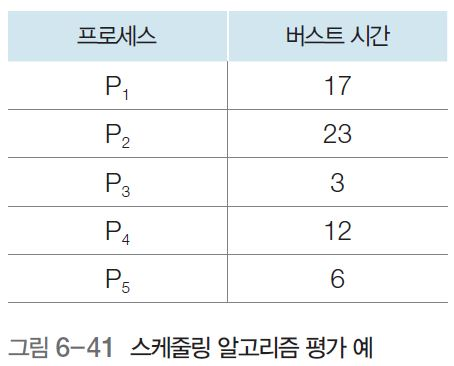 프로세스 버스트 시간
P₁ 17
P₂ 23
P₃ 3
P₄ 12
P₅ 6
그림 6-41 스케줄링 알고리즘 평가 예